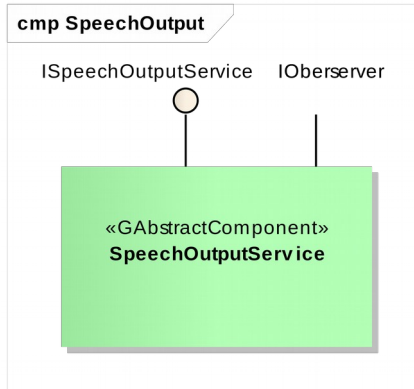 cmp SpeechOutput
ISpeechOutputService IOberserver
«GAbstractComponent»
SpeechOutputService